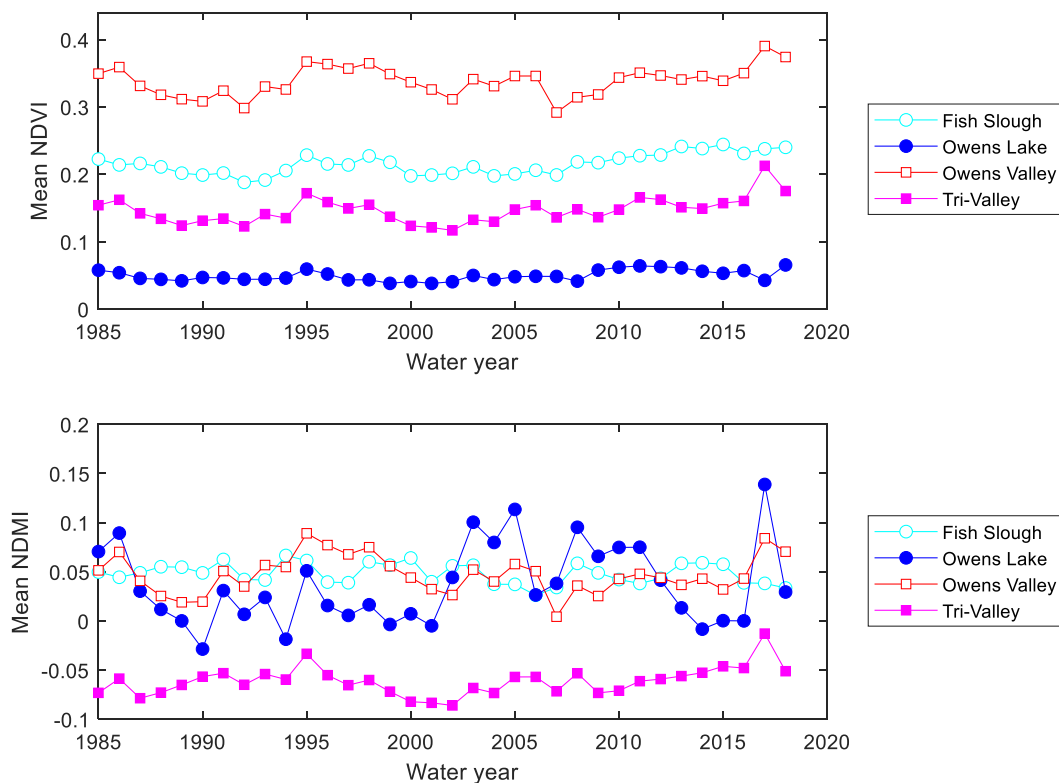 Mean NDVI
0.4
0.3
0.2
0.1
0
1985 1990 1995 2000 2005 2010 2015 2020
Water year
Fish Slough
Owens Lake
Owens Valley
Tri-Valley
Mean NDMI
0.2
0.15
0.1
0.05
0
-0.05
-0.1
1985 1990 1995 2000 2005 2010 2015 2020
Water year
Fish Slough
Owens Lake
Owens Valley
Tri-Valley